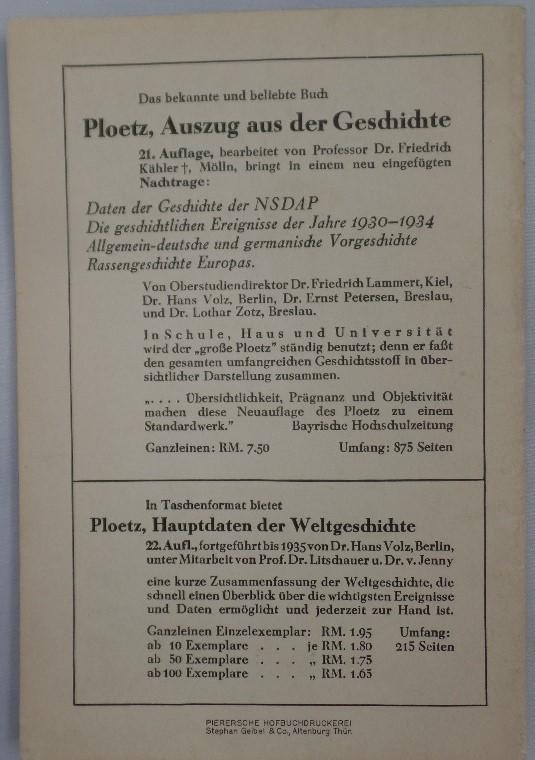 Das bekannte und beliebte Buch
Ploetz, Auszug aus der Geschichte
21. Auflage, bearbeitet von Professor Dr. Friedrich
Kähler †, Mölln, bringt in einem neu eingefügten
Nachtrage:
Daten der Geschichte der NSDAP
Die geschichtlichen Ereignisse der Jahre 1930–1934
Allgemein-deutsche und germanische Vorgeschichte
Rassengeschichte Europas.
Von Oberstudiendirektor Dr. Friedrich Lammert, Kiel,
Dr. Hans Volz, Berlin, Dr. Ernst Petersen, Breslau,
und Dr. Lothar Zotz, Breslau.
In Schule, Haus und Universität
wird der „große Ploetz" ständig benutzt; denn er faßt
den gesamten umfangreichen Geschichtsstoff in über-
sichtlicher Darstellung zusammen.
„. . . . Übersichtlichkeit, Prägnanz und Objektivität
machen diese Neuauflage des Ploetz zu einem
Standardwerk." Bayrische Hochschulzeitung
Ganzleinen: RM. 7.50 Umfang: 875 Seiten
In Taschenformat bietet
Ploetz, Hauptdaten der Weltgeschichte
22. Aufl., fortgeführt bis 1935 von Dr. Hans Volz, Berlin,
unter Mitarbeit von Prof. Dr. Litschauer u. Dr. v. Jenny
eine kurze Zusammenfassung der Weltgeschichte, die
schnell einen Überblick über die wichtigsten Ereignisse
und Daten ermöglicht und jederzeit zur Hand ist.
Ganzleinen Einzelexemplar: RM. 1.95 Umfang:
ab 10 Exemplare . . . je RM. 1.80 215 Seiten
ab 50 Exemplare . . . „ RM. 1.75
ab 100 Exemplare . . . „ RM. 1.65
PIERERSCHE HOFBUCHDRUCKEREI
Stephan Geibel & Co., Altenburg Thür.